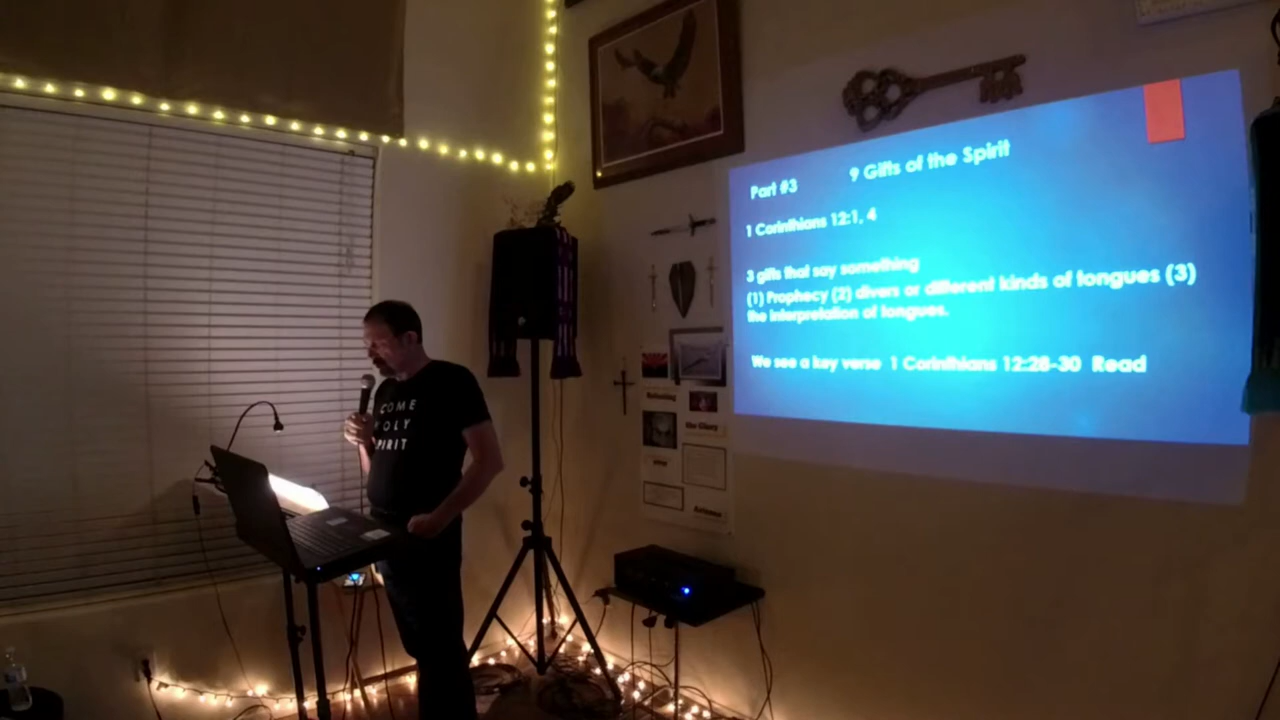 Part #3 9 Gifts of the Spirit
1 Corinthians 12:1, 4
3 gifts that say something
(1) Prophecy (2) divers or different kinds of tongues (3)
the interpretation of tongues.
We see a key verse 1 Corinthians 12:28-30 Read
COME
HOLY
SPIRIT
the Glory